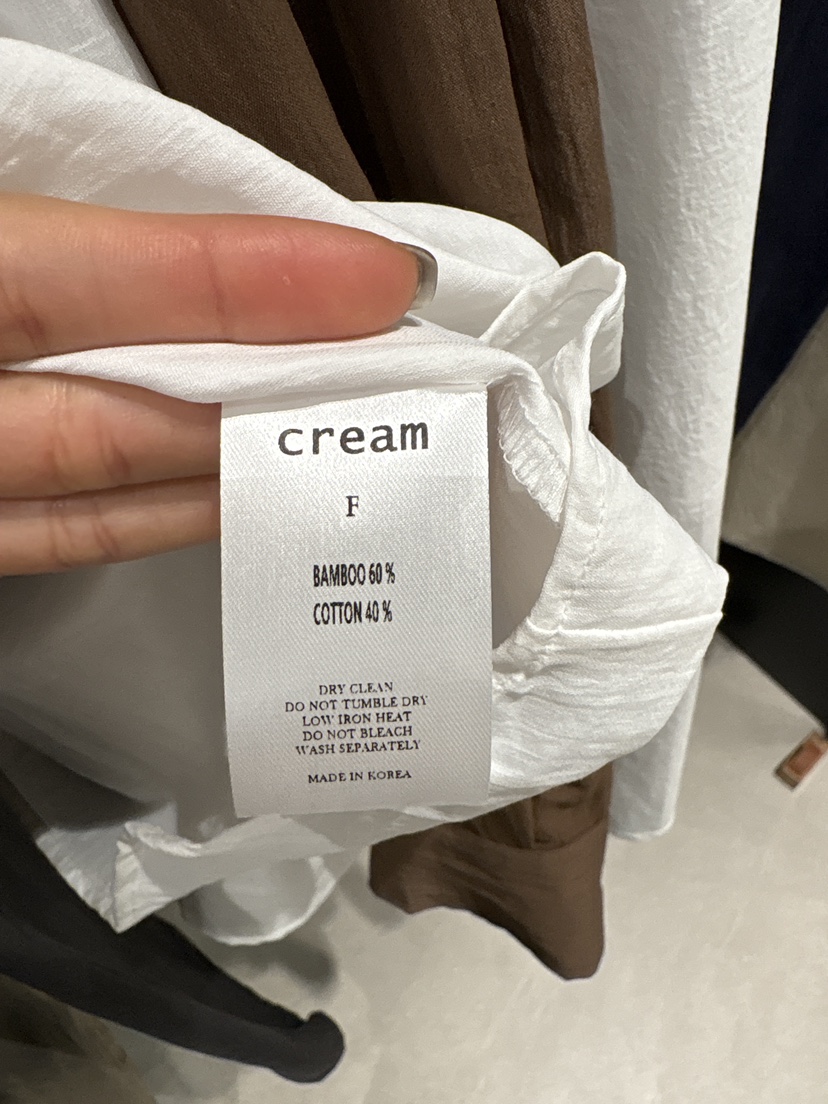 cream
F
BAMBOO 60 %
COTTON 40 %
DRY CLEAN
DO NOT TUMBLE DRY
LOW IRON HEAT
DO NOT BLEACH
WASH SEPARATELY
MADE IN KOREA